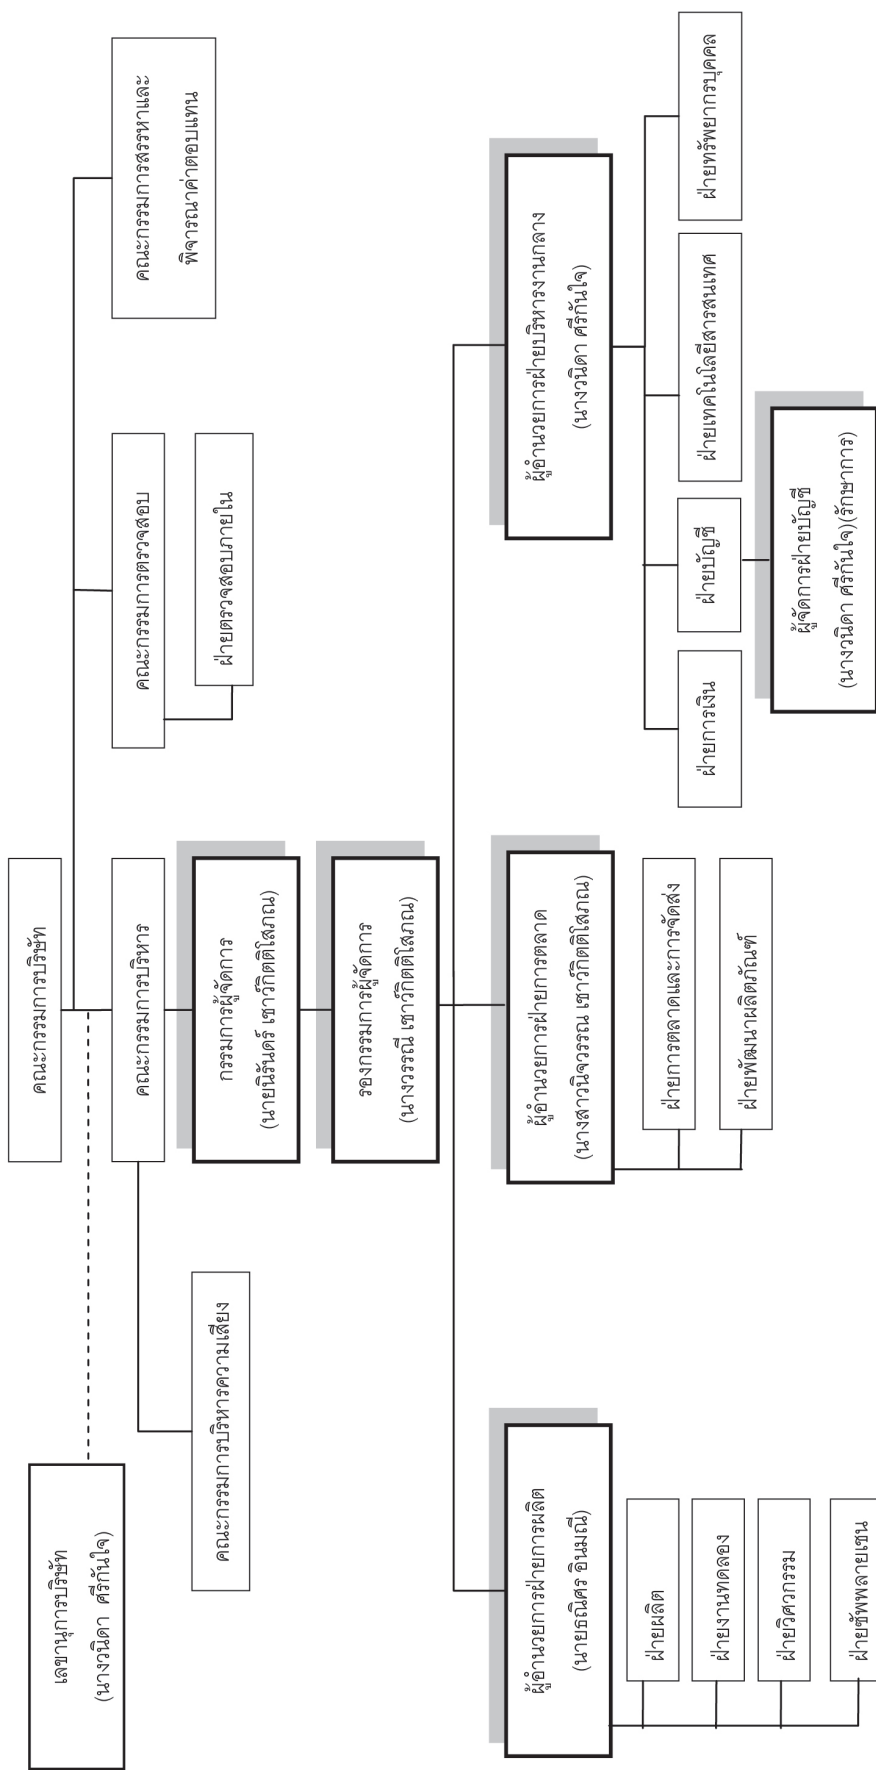 คณะกรรมการบริษัท
เลขานุการบริษัท
(นางวนิดา ศรีกันใจ)
คณะกรรมการบริหาร
คณะกรรมการตรวจสอบ
คณะกรรมการสรรหาและ
พิจารณาค่าตอบแทน
คณะกรรมการบริหารความเสี่ยง
ฝ่ายตรวจสอบภายใน
กรรมการผู้จัดการ
(นายนิรันดร์ เชาว์กิตติโสภณ)
รองกรรมการผู้จัดการ
(นางวรรณี เชาว์กิตติโสภณ)
ผู้อำนวยการฝ่ายการผลิต
(นายธณิศร อินมณี)
ฝ่ายผลิต
ฝ่ายงานทดลอง
ฝ่ายวิศวกรรม
ฝ่ายซัพพลายเชน
ผู้อำนวยการฝ่ายการตลาด
(นางสาวนิจวรรณ เชาว์กิตติโสภณ)
ฝ่ายการตลาดและการจัดส่ง
ฝ่ายพัฒนาผลิตภัณฑ์
ผู้อำนวยการฝ่ายบริหารงานกลาง
(นางวนิดา ศรีกันใจ)
ฝ่ายการเงิน
ฝ่ายบัญชี
ฝ่ายเทคโนโลยีสารสนเทศ
ฝ่ายทรัพยากรบุคคล
ผู้จัดการฝ่ายบัญชี
(นางวนิดา ศรีกันใจ)(รักษาการ)